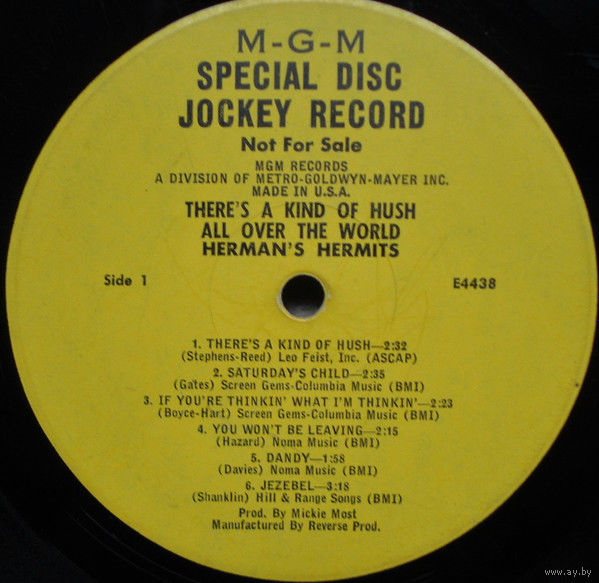 M-G-M
SPECIAL DISC
JOCKEY RECORD
Not For Sale
MGM RECORDS
A DIVISION OF METRO-GOLDWYN-MAYER INC.
MADE IN U.S.A.
THERE'S A KIND OF HUSH
ALL OVER THE WORLD
HERMAN'S HERMITS
Side 1
E4438
1. THERE'S A KIND OF HUSH—2:32
(Stephens-Reed) Leo Feist, Inc. (ASCAP)
2. SATURDAY'S CHILD—2:35
(Gates) Screen Gems-Columbia Music (BMI)
3. IF YOU'RE THINKIN' WHAT I'M THINKIN'—2:23
(Boyce-Hart) Screen Gems-Columbia Music (BMI)
4. YOU WON'T BE LEAVING—2:15
(Hazard) Noma Music (BMI)
5. DANDY—1:58
(Davies) Noma Music (BMI)
6. JEZEBEL—3:18
(Shanklin) Hill & Range Songs (BMI)
Prod. By Mickie Most
Manufactured By Reverse Prod.
www.ay.by